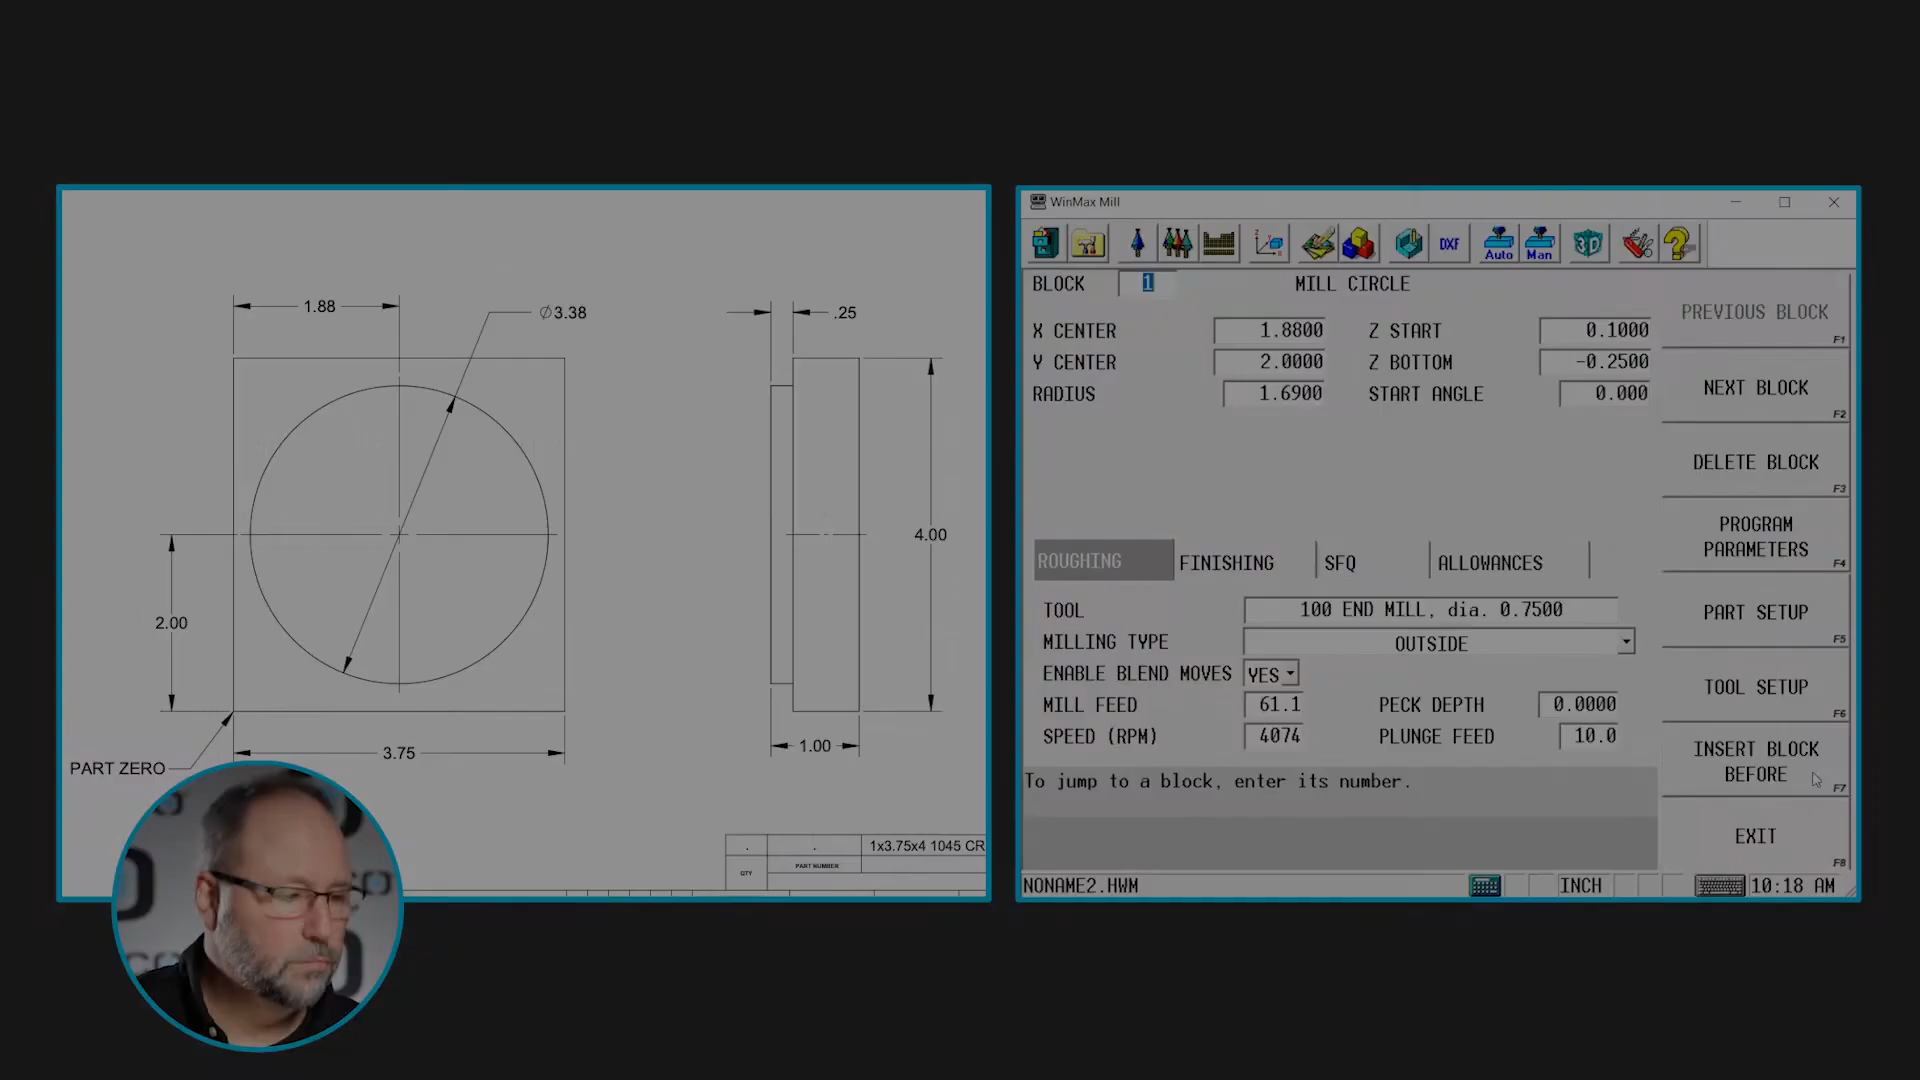 1.88
∅3.38
.25
4.00
2.00
1.00
3.75
PART ZERO
.
.
1x3.75x4 1045 CR
QTY
PART NUMBER
WinMax Mill
DXF
Auto
Man
3D
BLOCK 1 MILL CIRCLE
X CENTER 1.8800 Z START 0.1000
Y CENTER 2.0000 Z BOTTOM -0.2500
RADIUS 1.6900 START ANGLE 0.000
ROUGHING FINISHING SFQ ALLOWANCES
TOOL 100 END MILL, dia. 0.7500
MILLING TYPE OUTSIDE
ENABLE BLEND MOVES YES
MILL FEED 61.1 PECK DEPTH 0.0000
SPEED (RPM) 4074 PLUNGE FEED 10.0
To jump to a block, enter its number.
PREVIOUS BLOCK
F1
NEXT BLOCK
F2
DELETE BLOCK
F3
PROGRAM
PARAMETERS
F4
PART SETUP
F5
TOOL SETUP
F6
INSERT BLOCK
BEFORE
F7
EXIT
F8
NONAME2.HWM INCH 10:18 AM